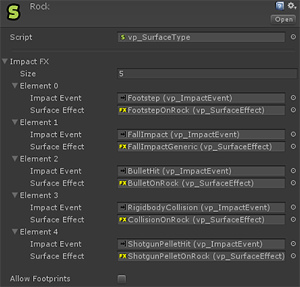 Rock
Open
Script vp_SurfaceType
Impact FX
Size 5
Element 0
Impact Event Footstep (vp_ImpactEvent)
Surface Effect FootstepOnRock (vp_SurfaceEffect)
Element 1
Impact Event FallImpact (vp_ImpactEvent)
Surface Effect FallImpactGeneric (vp_SurfaceEffect)
Element 2
Impact Event BulletHit (vp_ImpactEvent)
Surface Effect BulletOnRock (vp_SurfaceEffect)
Element 3
Impact Event RigidbodyCollision (vp_ImpactEvent)
Surface Effect CollisionOnRock (vp_SurfaceEffect)
Element 4
Impact Event ShotgunPelletHit (vp_ImpactEvent)
Surface Effect ShotgunPelletOnRock (vp_SurfaceEffect)
Allow Footprints